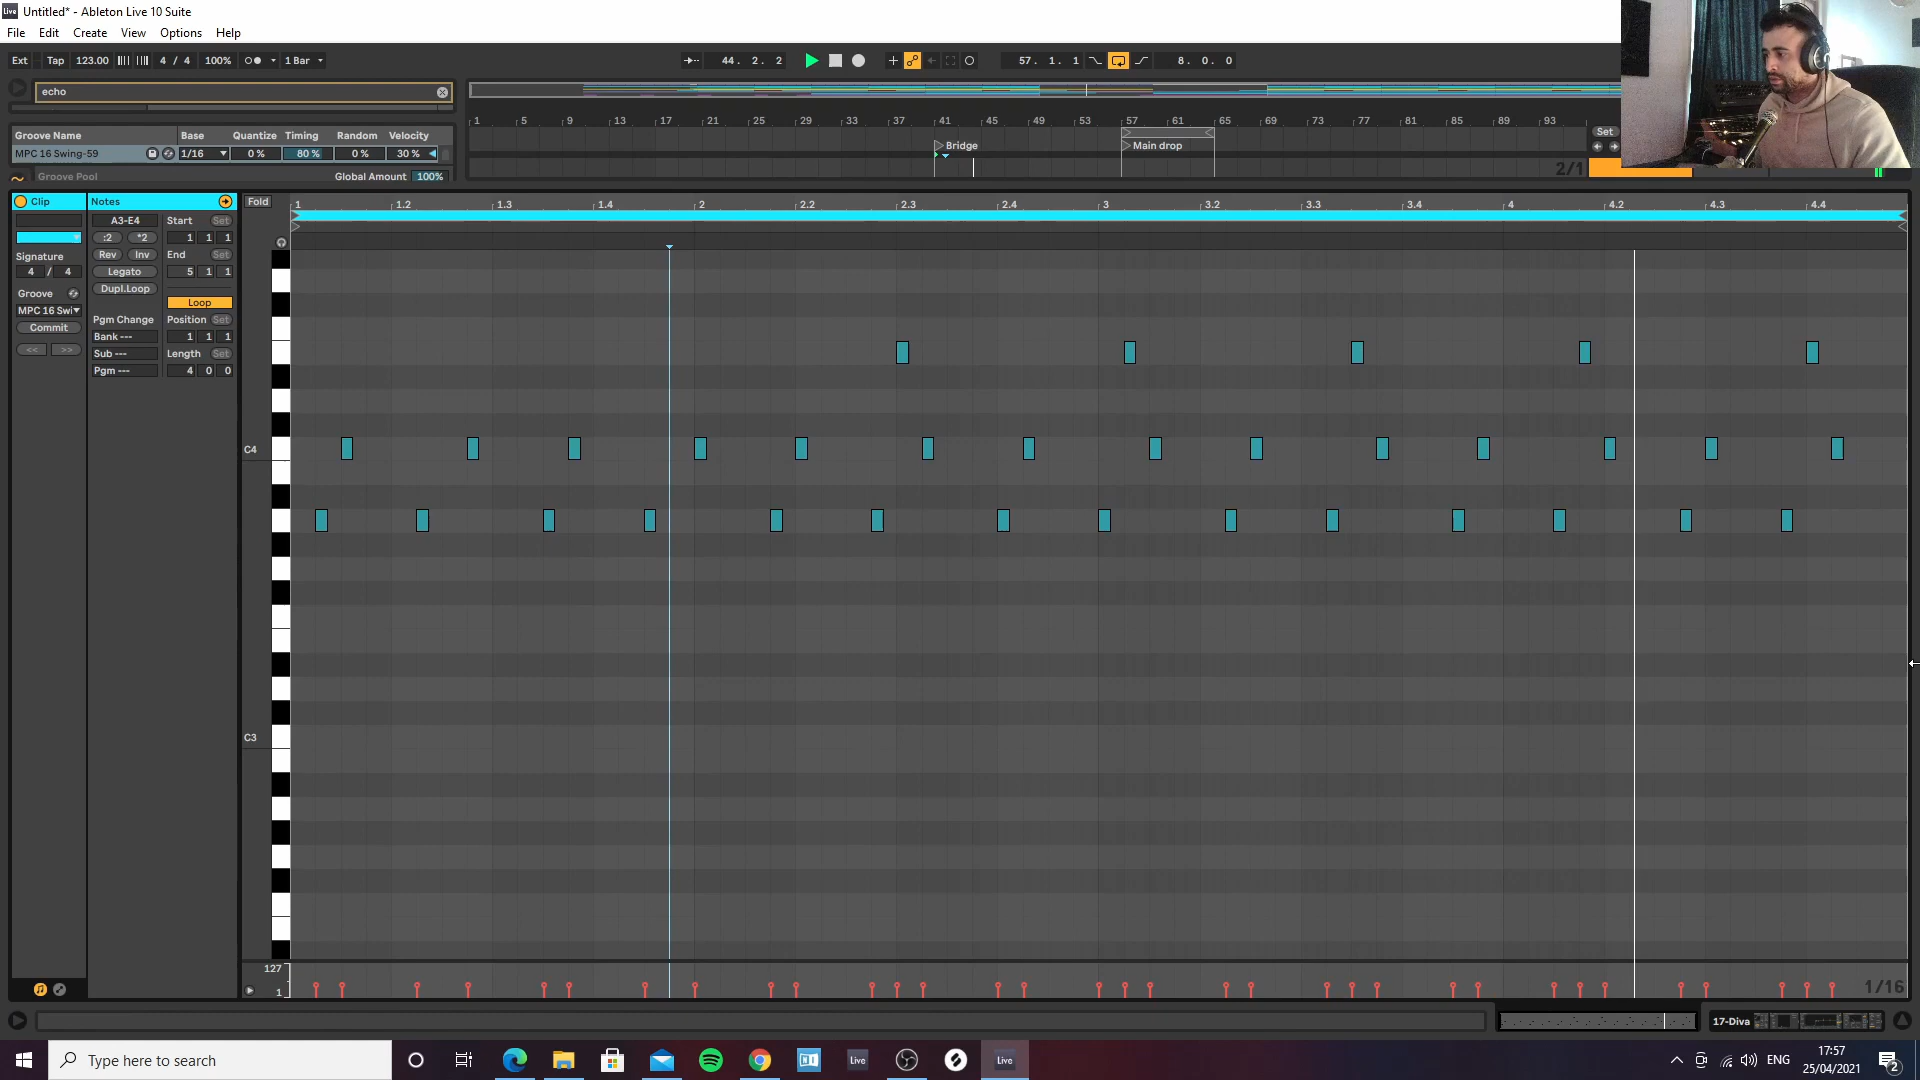 Untitled* - Ableton Live 10 Suite
File Edit Create View Options Help
Ext Tap 123.00 4 / 4 100% 1 Bar 44. 2. 2 57. 1. 1 8. 0. 0
echo
Groove Name Base Quantize Timing Random Velocity
MPC 16 Swing-59 1/16 0 % 80 % 0 % 30 %
Groove Pool Global Amount 100%
1 5 9 13 17 21 25 29 33 37 41 45 49 53 57 61 65 69 73 77 81 85 89 93
Set
Bridge Main drop
2/1
Clip Notes Fold
1 1.2 1.3 1.4 2 2.2 2.3 2.4 3 3.2 3.3 3.4 4 4.2 4.3 4.4
A3-E4 Start Set
:2 *2 1 1 1
Signature Rev Inv End Set
4 / 4 Legato 5 1 1
Groove Dupl.Loop
MPC 16 Swi Loop
Commit Pgm Change Position Set
<< >> Bank --- 1 1 1
Sub --- Length Set
Pgm --- 4 0 0
C4
C3
127
1
1/16
17-Diva
Type here to search
Live
Live
ENG
17:57
25/04/2021
2